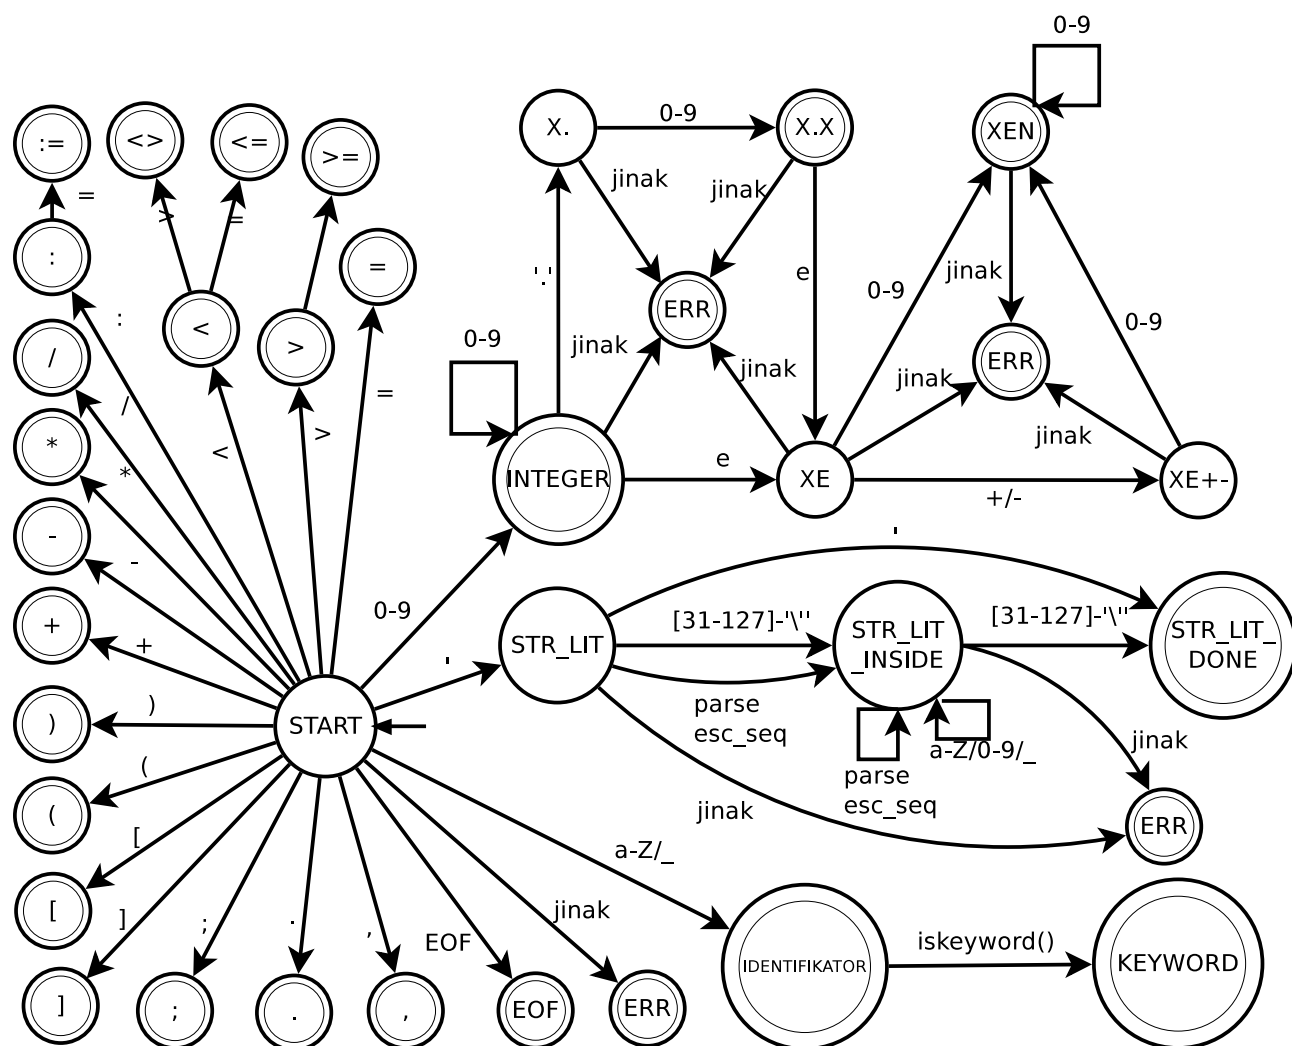 0-9
:=
<>
<=
>=
X.
0-9
X.X
XEN
=
>
=
jinak
jinak
:
=
'.'
e
jinak
:
<
>
ERR
0-9
0-9
/
0-9
jinak
jinak
jinak
ERR
/
=
*
*
<
>
jinak
INTEGER
e
XE
+/-
XE+-
-
-
0-9
'
+
+
'
STR_LIT
[31-127]-'\''
STR_LIT
_INSIDE
[31-127]-'\''
STR_LIT_
DONE
)
)
START
parse
esc_seq
a-Z/0-9/_
jinak
parse
esc_seq
(
(
jinak
ERR
[
[
a-Z/_
]
;
.
,
EOF
jinak
iskeyword()
IDENTIFIKATOR
KEYWORD
]
;
.
,
EOF
ERR